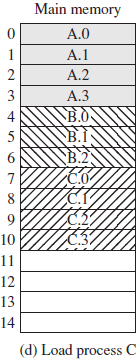 Main memory
0 A.0
1 A.1
2 A.2
3 A.3
4 B.0
5 B.1
6 B.2
7 C.0
8 C.1
9 C.2
10 C.3
11
12
13
14
(d) Load process C